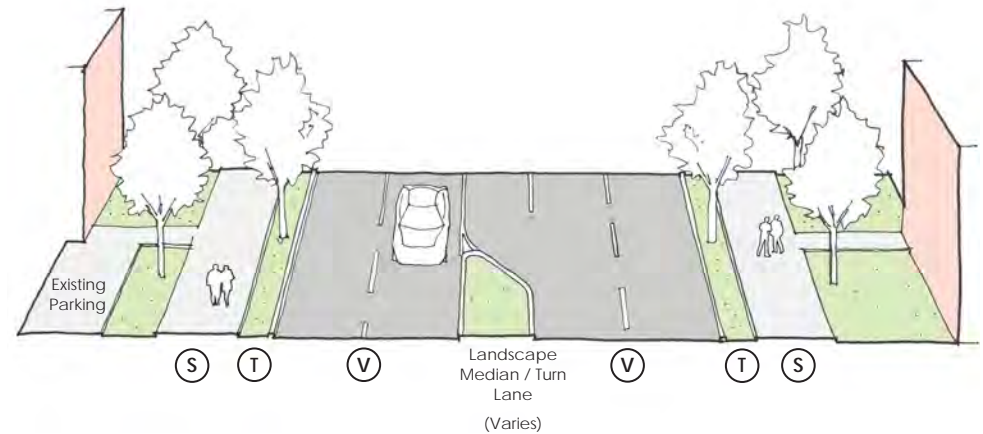 Existing
Parking
S T V Landscape Median / Turn Lane V T S
(Varies)